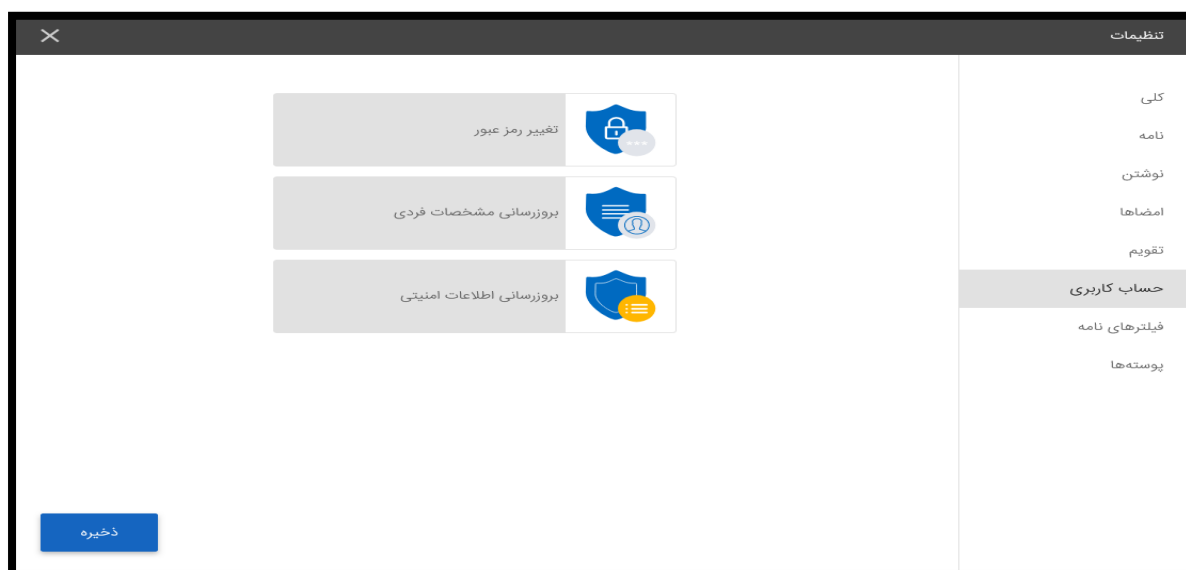 تنظیمات
کلی
نامه
نوشتن
امضاها
تقویم
حساب کاربری
فیلترهای نامه
پوسته‌ها
تغییر رمز عبور
بروزرسانی مشخصات فردی
بروزرسانی اطلاعات امنیتی
ذخیره